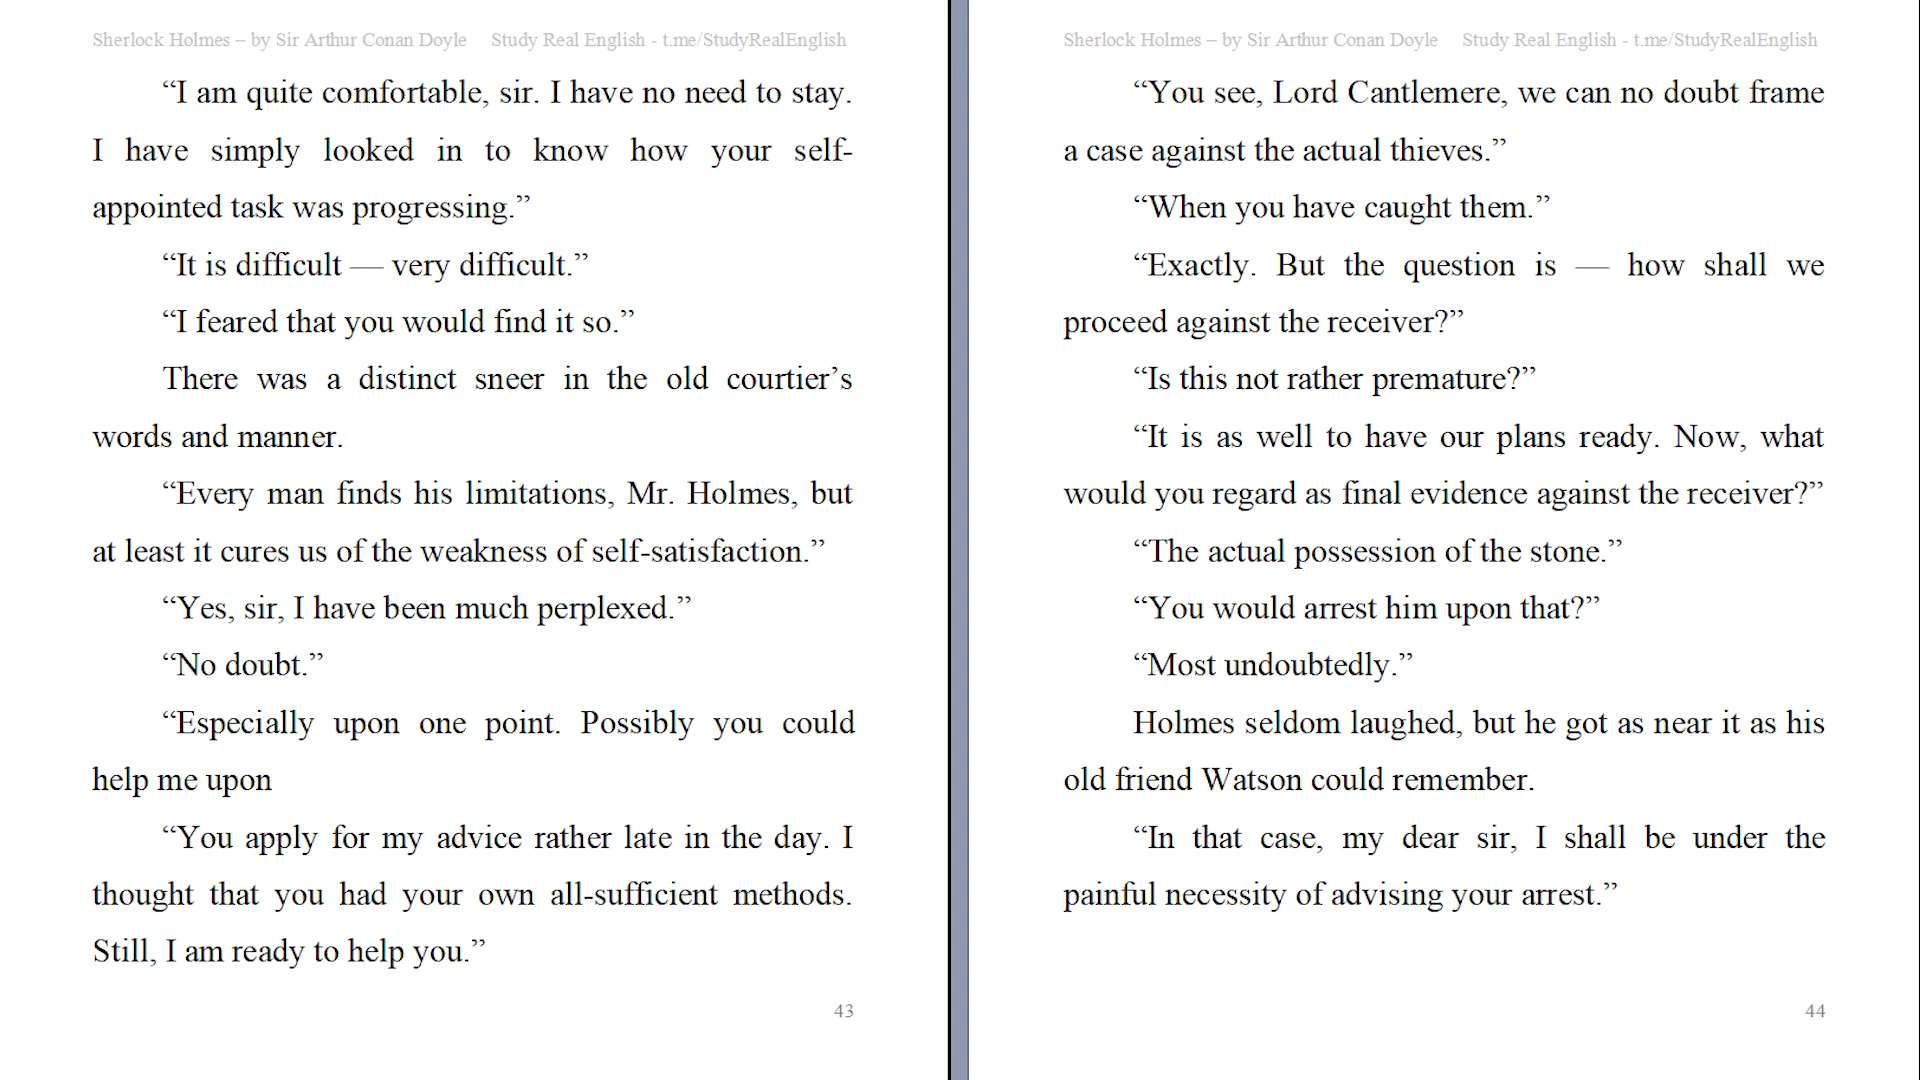 Sherlock Holmes – by Sir Arthur Conan Doyle Study Real English - t.me/StudyRealEnglish
“I am quite comfortable, sir. I have no need to stay.
I have simply looked in to know how your self-
appointed task was progressing.”
“It is difficult — very difficult.”
“I feared that you would find it so.”
There was a distinct sneer in the old courtier’s
words and manner.
“Every man finds his limitations, Mr. Holmes, but
at least it cures us of the weakness of self-satisfaction.”
“Yes, sir, I have been much perplexed.”
“No doubt.”
“Especially upon one point. Possibly you could
help me upon
“You apply for my advice rather late in the day. I
thought that you had your own all-sufficient methods.
Still, I am ready to help you.”
43
Sherlock Holmes – by Sir Arthur Conan Doyle Study Real English - t.me/StudyRealEnglish
“You see, Lord Cantlemere, we can no doubt frame
a case against the actual thieves.”
“When you have caught them.”
“Exactly. But the question is — how shall we
proceed against the receiver?”
“Is this not rather premature?”
“It is as well to have our plans ready. Now, what
would you regard as final evidence against the receiver?”
“The actual possession of the stone.”
“You would arrest him upon that?”
“Most undoubtedly.”
Holmes seldom laughed, but he got as near it as his
old friend Watson could remember.
“In that case, my dear sir, I shall be under the
painful necessity of advising your arrest.”
44